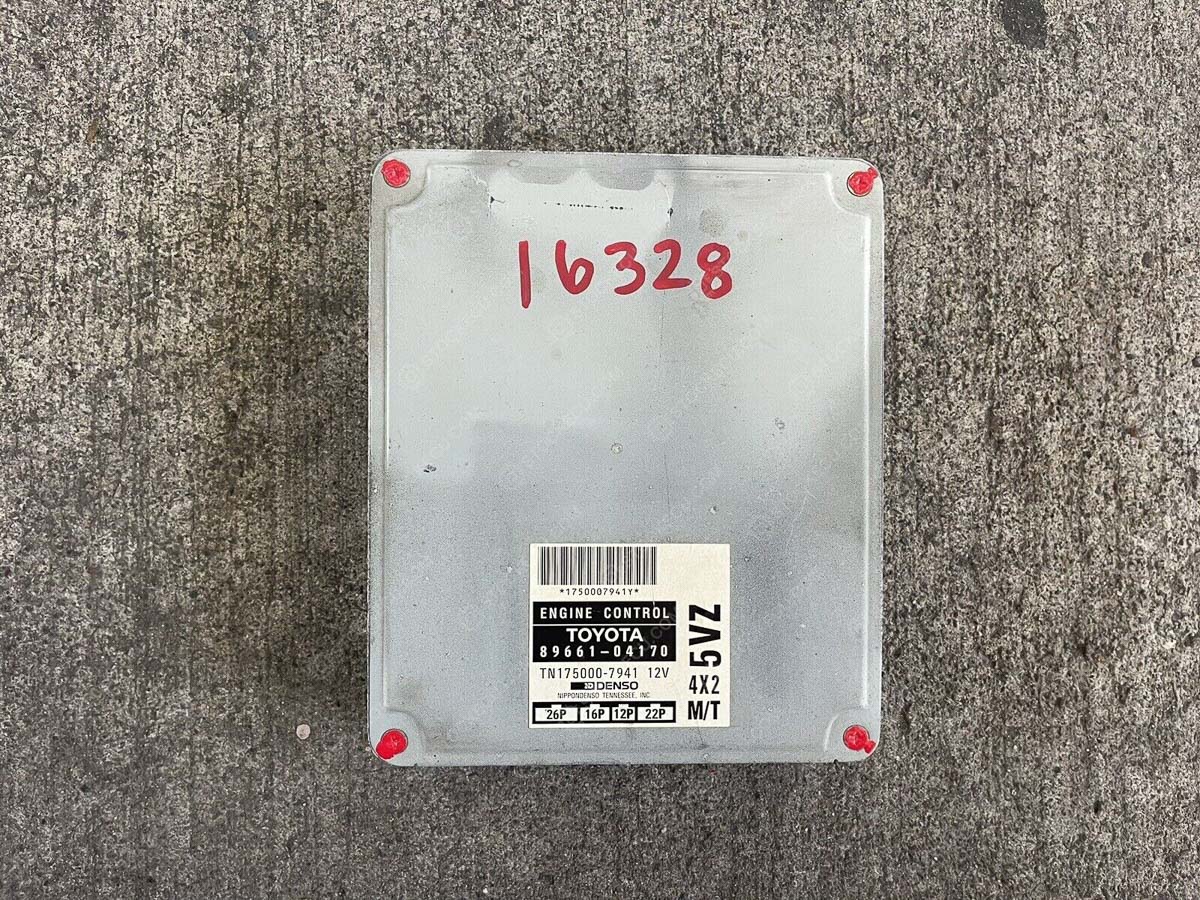 16328
*1750007941Y*
ENGINE CONTROL
TOYOTA
89661-04170
TN175000-7941 12V
DENSO
NIPPONDENSO TENNESSEE, INC
26P 16P 12P 22P
5VZ
4X2
M/T